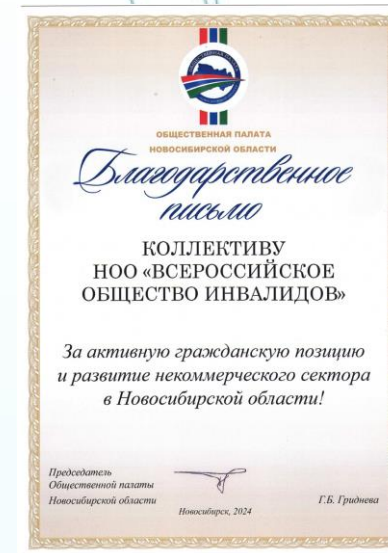 ОБЩЕСТВЕННАЯ ПАЛАТА
НОВОСИБИРСКОЙ ОБЛАСТИ
Благодарственное
письмо
КОЛЛЕКТИВУ
НОО «ВСЕРОССИЙСКОЕ
ОБЩЕСТВО ИНВАЛИДОВ»
За активную гражданскую позицию
и развитие некоммерческого сектора
в Новосибирской области!
Председатель
Общественной палаты
Новосибирской области
Г.Б. Гриднева
Новосибирск, 2024